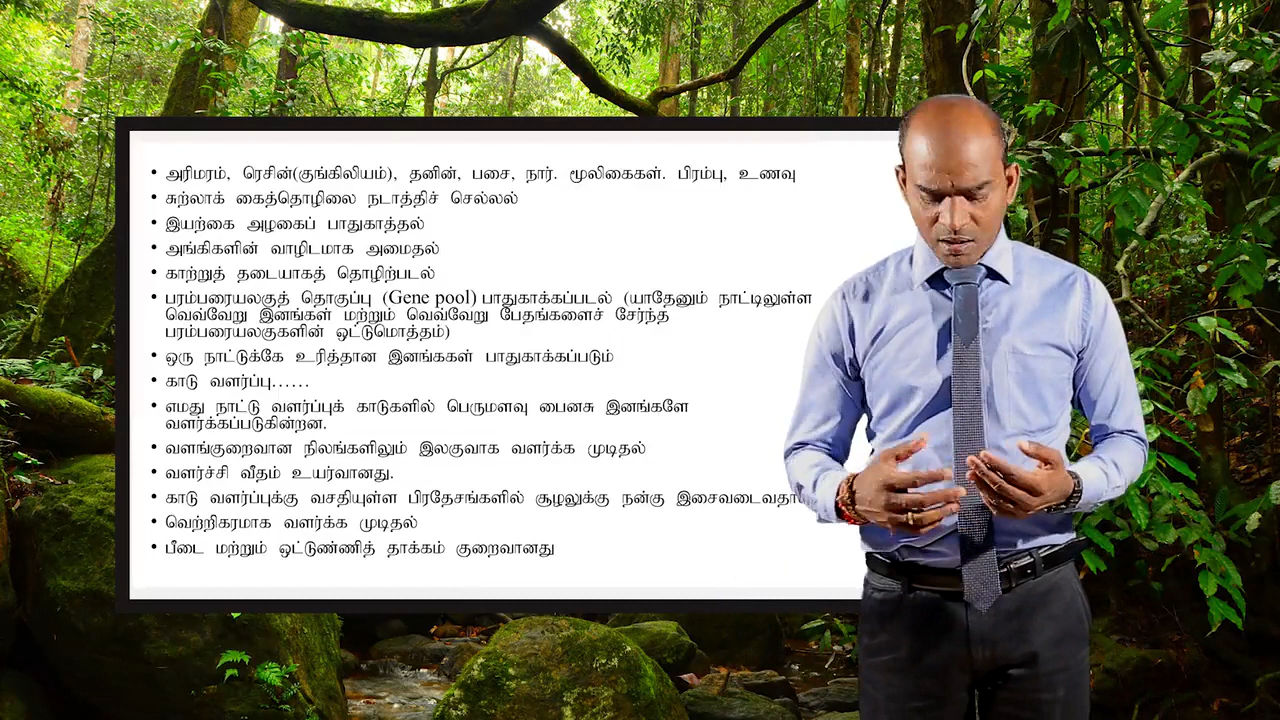 • அரிமரம், ரெசின்(குங்கிலியம்), தனின், பசை, நார். மூலிகைகள். பிரம்பு, உணவு
• சுற்லாக் கைத்தொழிலை நடாத்திச் செல்லல்
• இயற்கை அழகைப் பாதுகாத்தல்
• அங்கிகளின் வாழிடமாக அமைதல்
• காற்றுத் தடையாகத் தொழிற்படல்
• பரம்பரையலகுத் தொகுப்பு (Gene pool) பாதுகாக்கப்படல் (யாதேனும் நாட்டிலுள்ள
வெவ்வேறு இனங்கள் மற்றும் வெவ்வேறு பேதங்களைச் சேர்ந்த
பரம்பரையலகுகளின் ஒட்டுமொத்தம்)
• ஒரு நாட்டுக்கே உரித்தான இனங்ககள் பாதுகாக்கப்படும்
• காடு வளர்ப்பு……
• எமது நாட்டு வளர்ப்புக் காடுகளில் பெருமளவு பைனசு இனங்களே
வளர்க்கப்படுகின்றன.
• வளங்குறைவான நிலங்களிலும் இலகுவாக வளர்க்க முடிதல்
• வளர்ச்சி வீதம் உயர்வானது.
• காடு வளர்ப்புக்கு வசதியுள்ள பிரதேசங்களில் சூழலுக்கு நன்கு
• வெற்றிகரமாக வளர்க்க முடிதல்
• பீடை மற்றும் ஒட்டுண்ணித் தாக்கம் குறைவானது